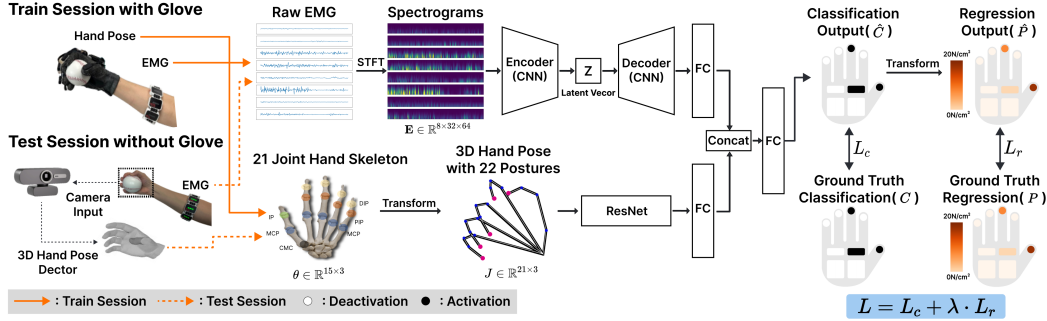 Train Session with Glove
Hand Pose
EMG
Test Session without Glove
Camera
Input
EMG
3D Hand Pose
Dector
Raw EMG
STFT
Spectrograms
E ∈ ℝ^{8×32×64}
Encoder
(CNN)
Z
Latent Vecor
Decoder
(CNN)
FC
21 Joint Hand Skeleton
IP
MCP
CMC
DIP
PIP
MCP
θ ∈ ℝ^{15×3}
Transform
3D Hand Pose
with 22 Postures
J ∈ ℝ^{21×3}
ResNet
FC
Concat
FC
Classification
Output( Ĉ )
Transform
Regression
Output( P̂ )
20N/cm²
0N/cm²
L_c
L_r
Ground Truth
Classification( C )
Ground Truth
Regression( P )
20N/cm²
0N/cm²
L = L_c + λ · L_r
: Train Session
: Test Session
: Deactivation
: Activation